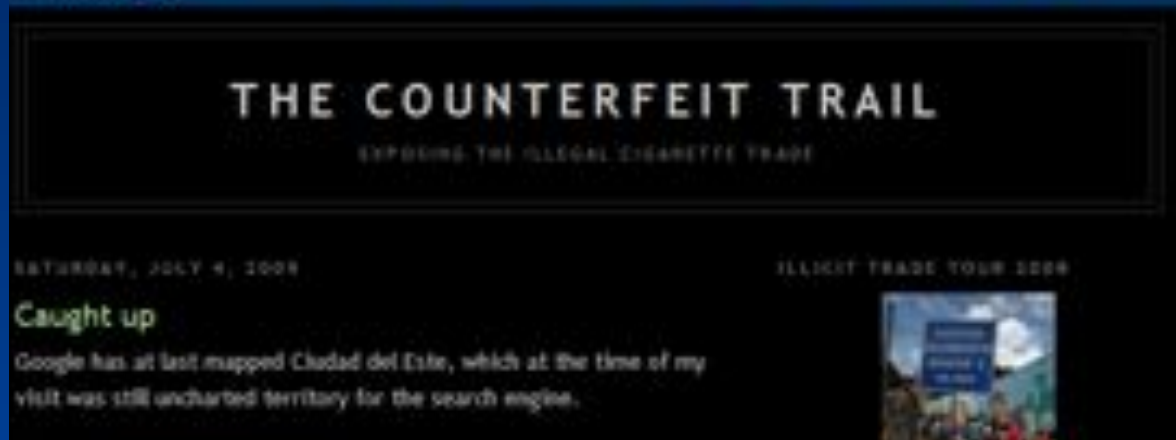 THE COUNTERFEIT TRAIL
EXPOSING THE ILLEGAL CIGARETTE TRADE
SATURDAY, JULY 4, 2009
ILLICIT TRADE TOUR 2009
Caught up
Google has at last mapped Ciudad del Este, which at the time of my
visit was still uncharted territory for the search engine.